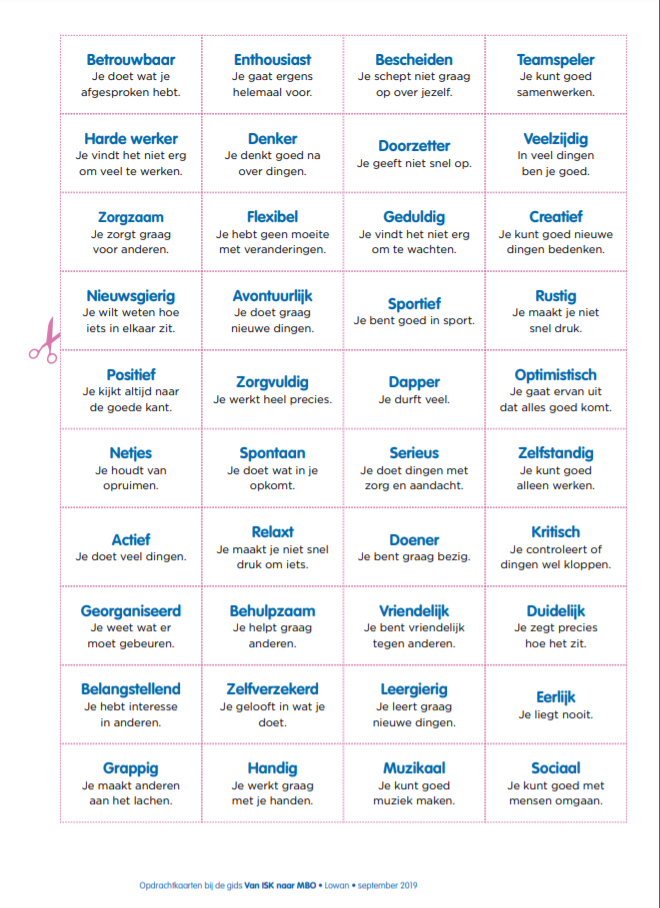 Betrouwbaar
Je doet wat je
afgesproken hebt.
Enthousiast
Je gaat ergens
helemaal voor.
Bescheiden
Je schept niet graag
op over jezelf.
Teamspeler
Je kunt goed
samenwerken.
Harde werker
Je vindt het niet erg
om veel te werken.
Denker
Je denkt goed na
over dingen.
Doorzetter
Je geeft niet snel op.
Veelzijdig
In veel dingen
ben je goed.
Zorgzaam
Je zorgt graag
voor anderen.
Flexibel
Je hebt geen moeite
met veranderingen.
Geduldig
Je vindt het niet erg
om te wachten.
Creatief
Je kunt goed nieuwe
dingen bedenken.
Nieuwsgierig
Je wilt weten hoe
iets in elkaar zit.
Avontuurlijk
Je doet graag
nieuwe dingen.
Sportief
Je bent goed in sport.
Rustig
Je maakt je niet
snel druk.
Positief
Je kijkt altijd naar
de goede kant.
Zorgvuldig
Je werkt heel precies.
Dapper
Je durft veel.
Optimistisch
Je gaat ervan uit
dat alles goed komt.
Netjes
Je houdt van
opruimen.
Spontaan
Je doet wat in je
opkomt.
Serieus
Je doet dingen met
zorg en aandacht.
Zelfstandig
Je kunt goed
alleen werken.
Actief
Je doet veel dingen.
Relaxt
Je maakt je niet snel
druk om iets.
Doener
Je bent graag bezig.
Kritisch
Je controleert of
dingen wel kloppen.
Georganiseerd
Je weet wat er
moet gebeuren.
Behulpzaam
Je helpt graag
anderen.
Vriendelijk
Je bent vriendelijk
tegen anderen.
Duidelijk
Je zegt precies
hoe het zit.
Belangstellend
Je hebt interesse
in anderen.
Zelfverzekerd
Je gelooft in wat je
doet.
Leergierig
Je leert graag
nieuwe dingen.
Eerlijk
Je liegt nooit.
Grappig
Je maakt anderen
aan het lachen.
Handig
Je werkt graag
met je handen.
Muzikaal
Je kunt goed
muziek maken.
Sociaal
Je kunt goed met
mensen omgaan.
Opdrachtkaarten bij de gids Van ISK naar MBO • Lowan • september 2019